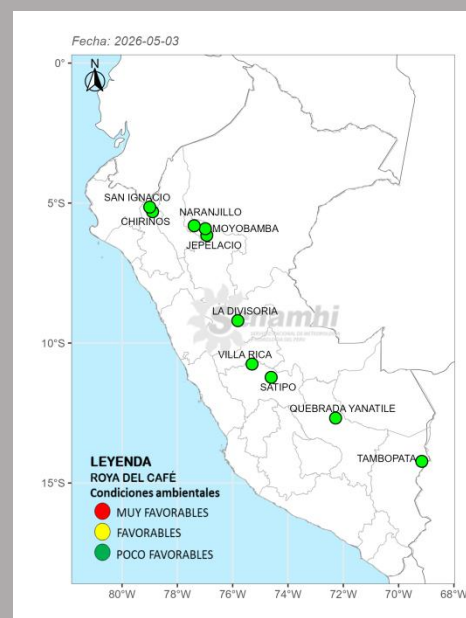 Fecha: 2026-05-03
N
0°
5°S
10°S
15°S
SAN IGNACIO
CHIRINOS
NARANJILLO
MOYOBAMBA
JEPELACIO
LA DIVISORIA
Senamhi
VILLA RICA
SATIPO
QUEBRADA YANATILE
TAMBOPATA
LEYENDA
ROYA DEL CAFÉ
Condiciones ambientales
MUY FAVORABLES
FAVORABLES
POCO FAVORABLES
80°W 78°W 76°W 74°W 72°W 70°W 68°W